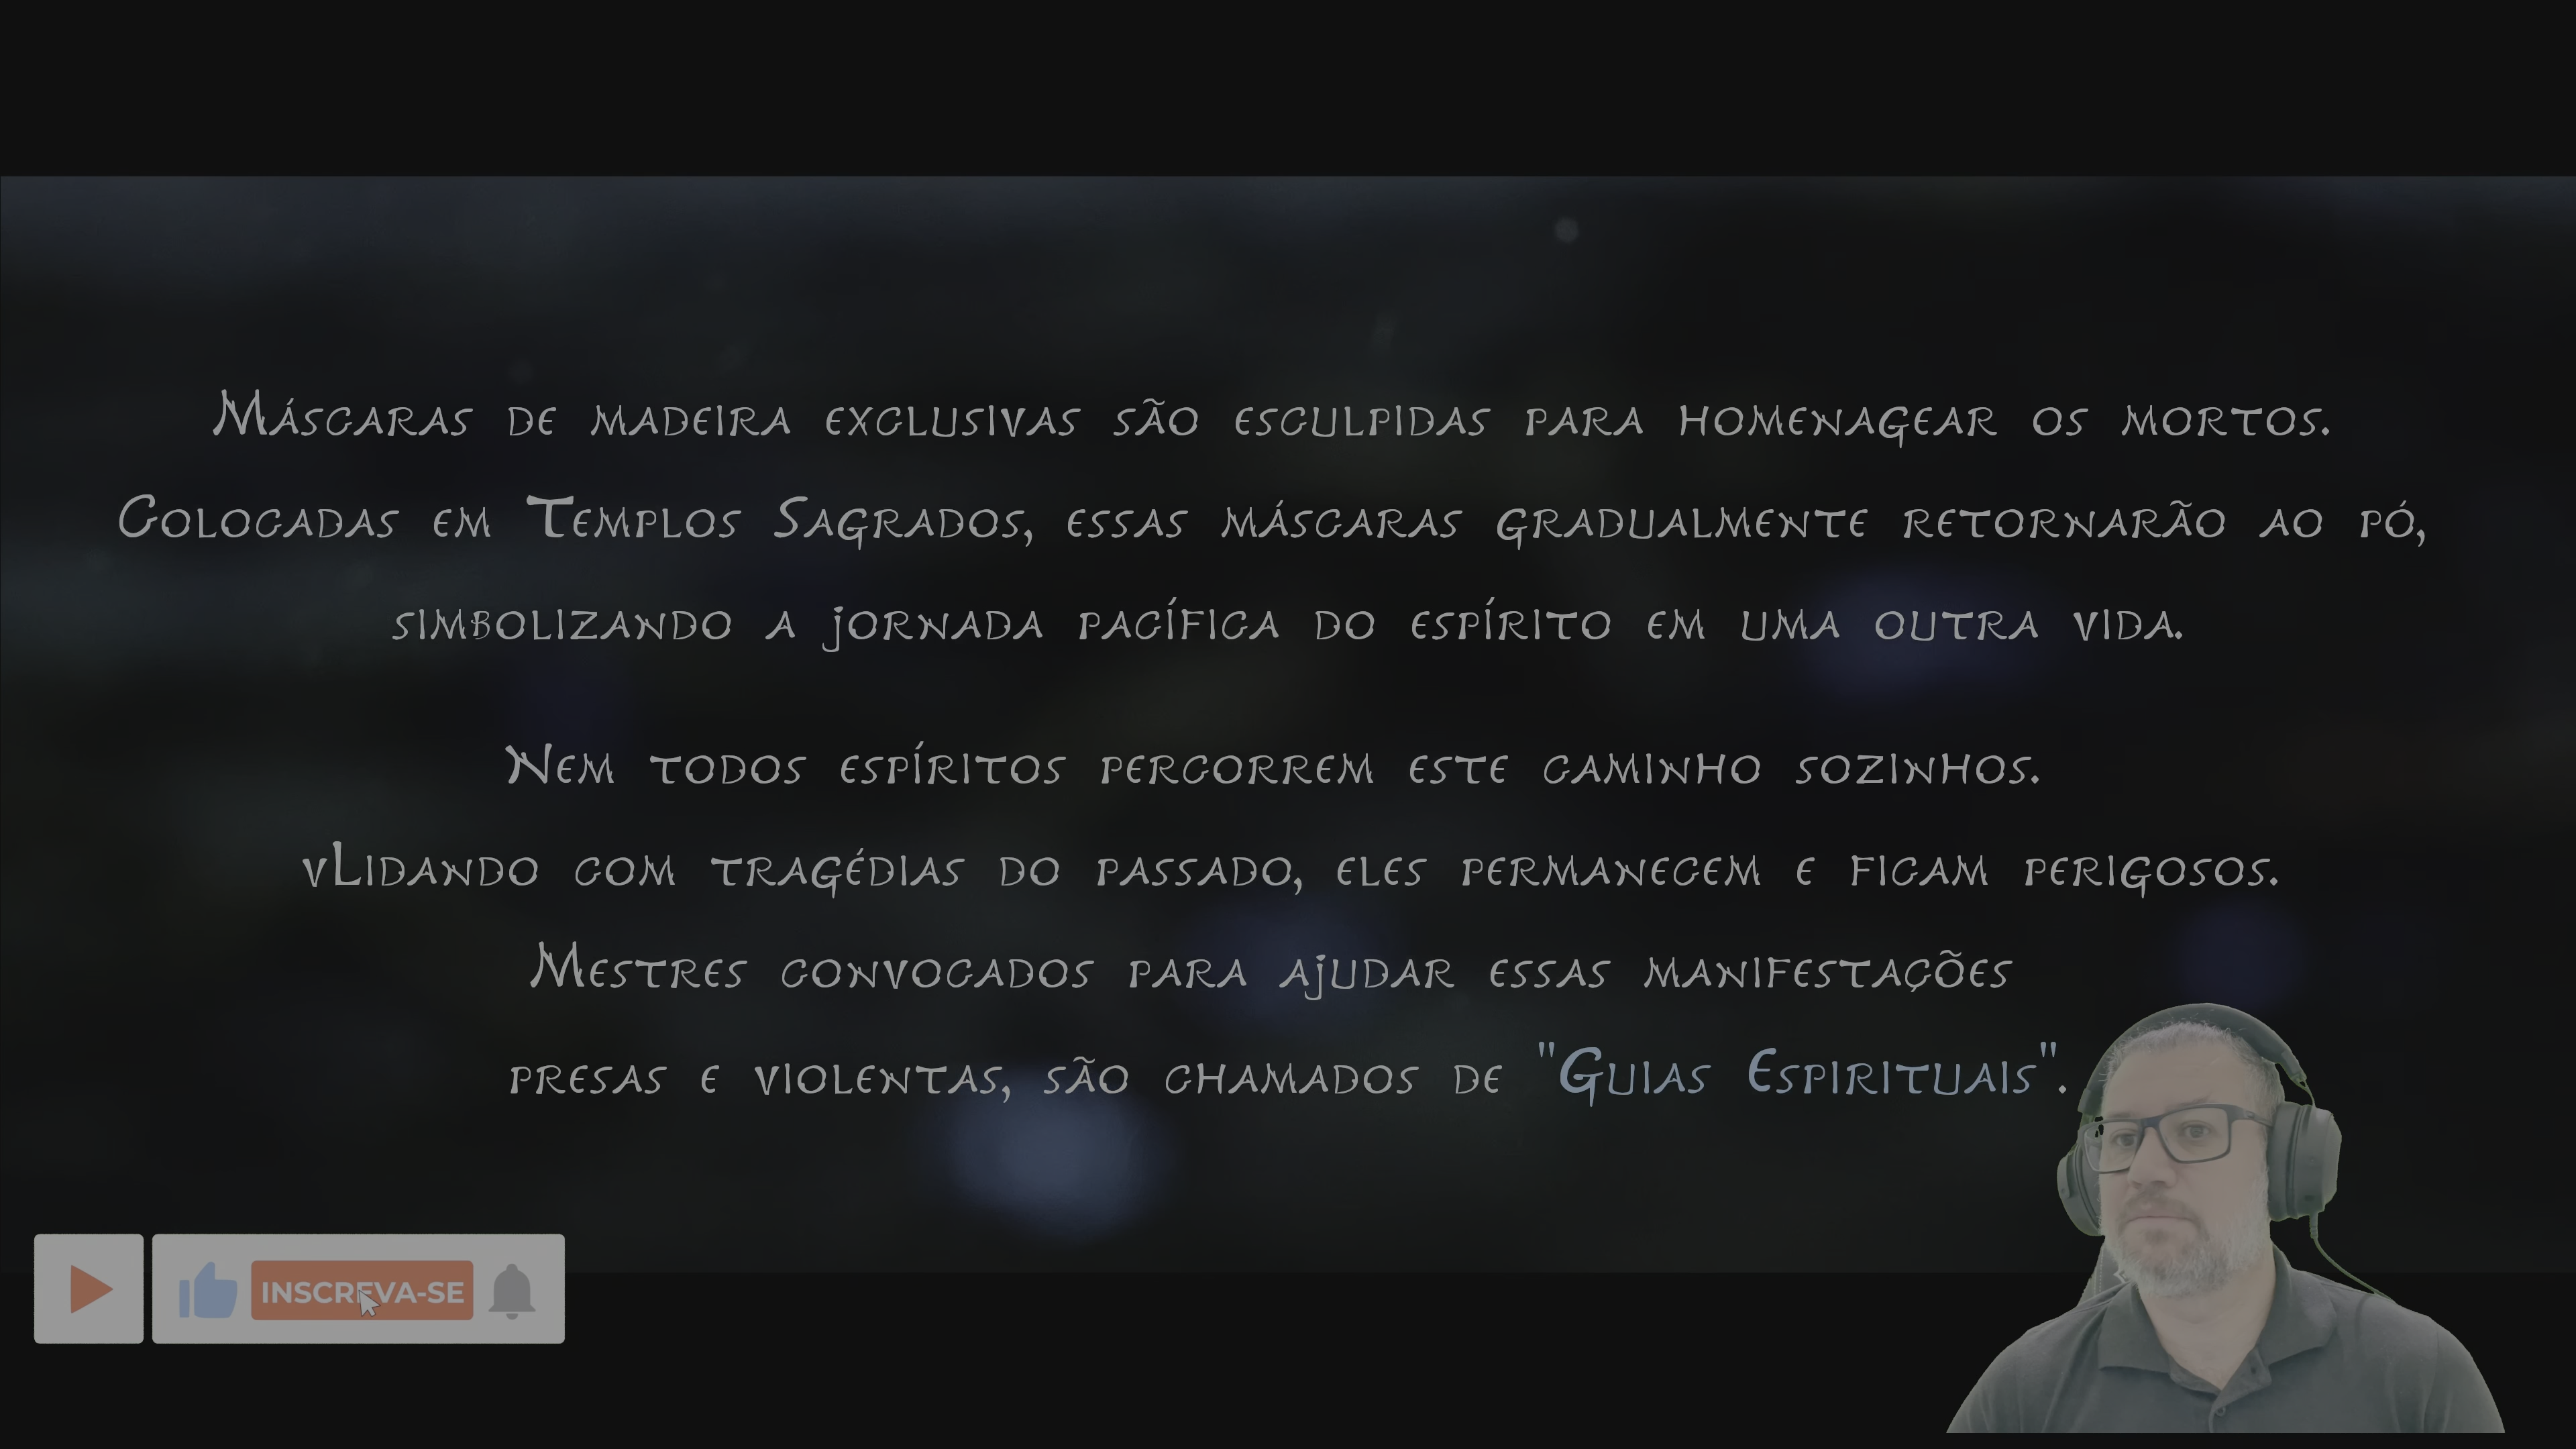 Máscaras de madeira exclusivas são esculpidas para homenagear os mortos.
Colocadas em Templos Sagrados, essas máscaras gradualmente retornarão ao pó,
simbolizando a jornada pacífica do espírito em uma outra vida.
Nem todos espíritos percorrem este caminho sozinhos.
vLidando com tragédias do passado, eles permanecem e ficam perigosos.
Mestres convocados para ajudar essas manifestações
presas e violentas, são chamados de "Guias Espirituais".
INSCREVA-SE